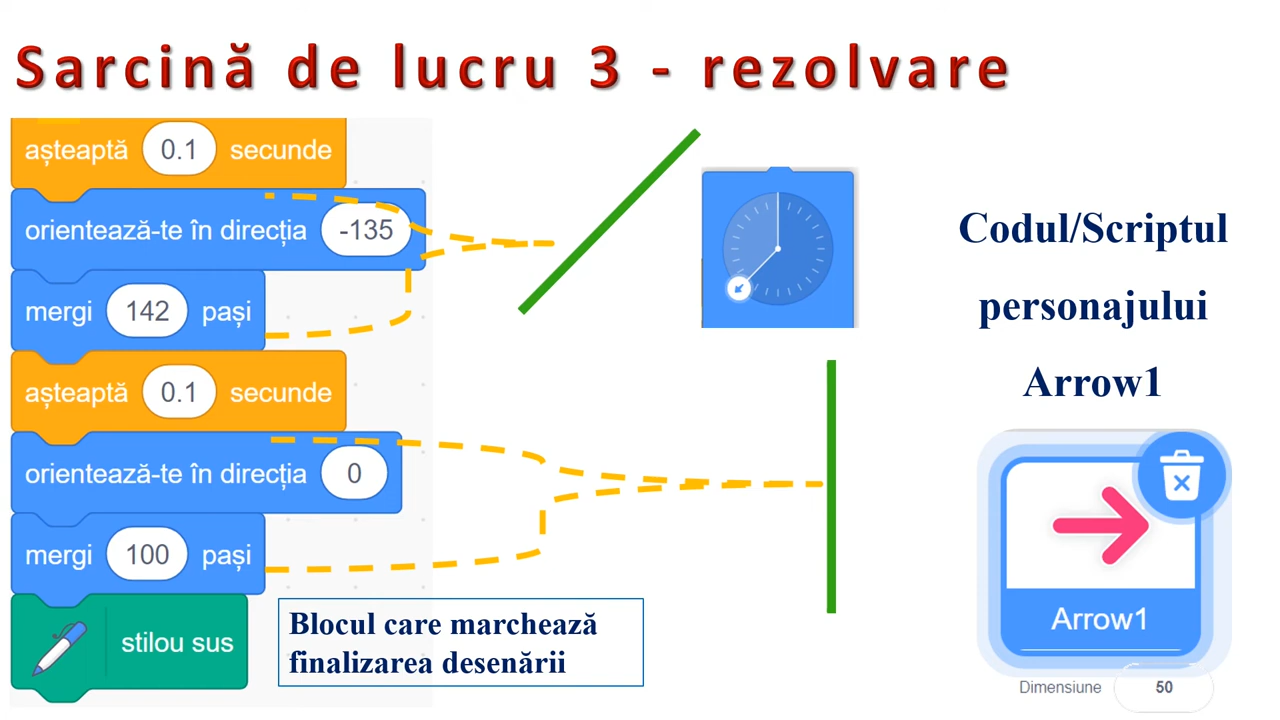 Sarcină de lucru 3 - rezolvare
așteaptă 0.1 secunde
orientează-te în direcția -135
mergi 142 pași
așteaptă 0.1 secunde
orientează-te în direcția 0
mergi 100 pași
stilou sus
Blocul care marchează
finalizarea desenării
Codul/Scriptul
personajului
Arrow1
Arrow1
Dimensiune 50